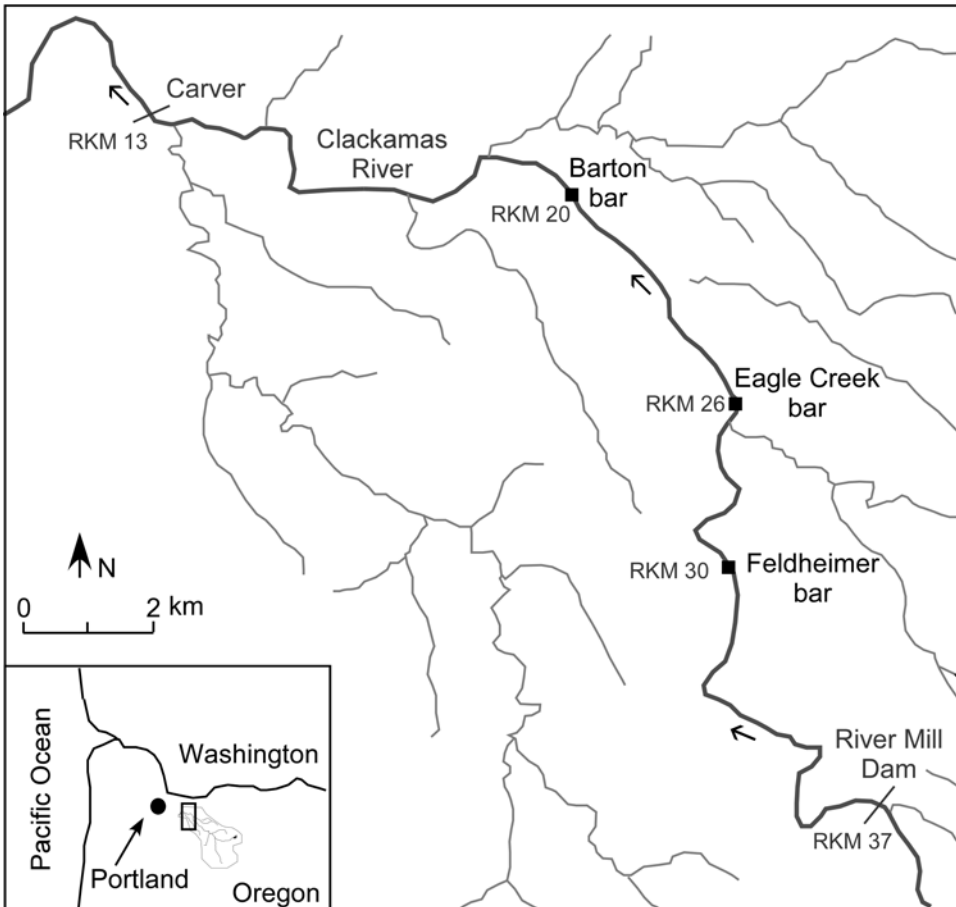 Carver
RKM 13
Clackamas
River
Barton
bar
RKM 20
Eagle Creek
bar
RKM 26
N
0 2 km
RKM 30
Feldheimer
bar
River Mill
Dam
RKM 37
Pacific Ocean
Washington
Portland
Oregon